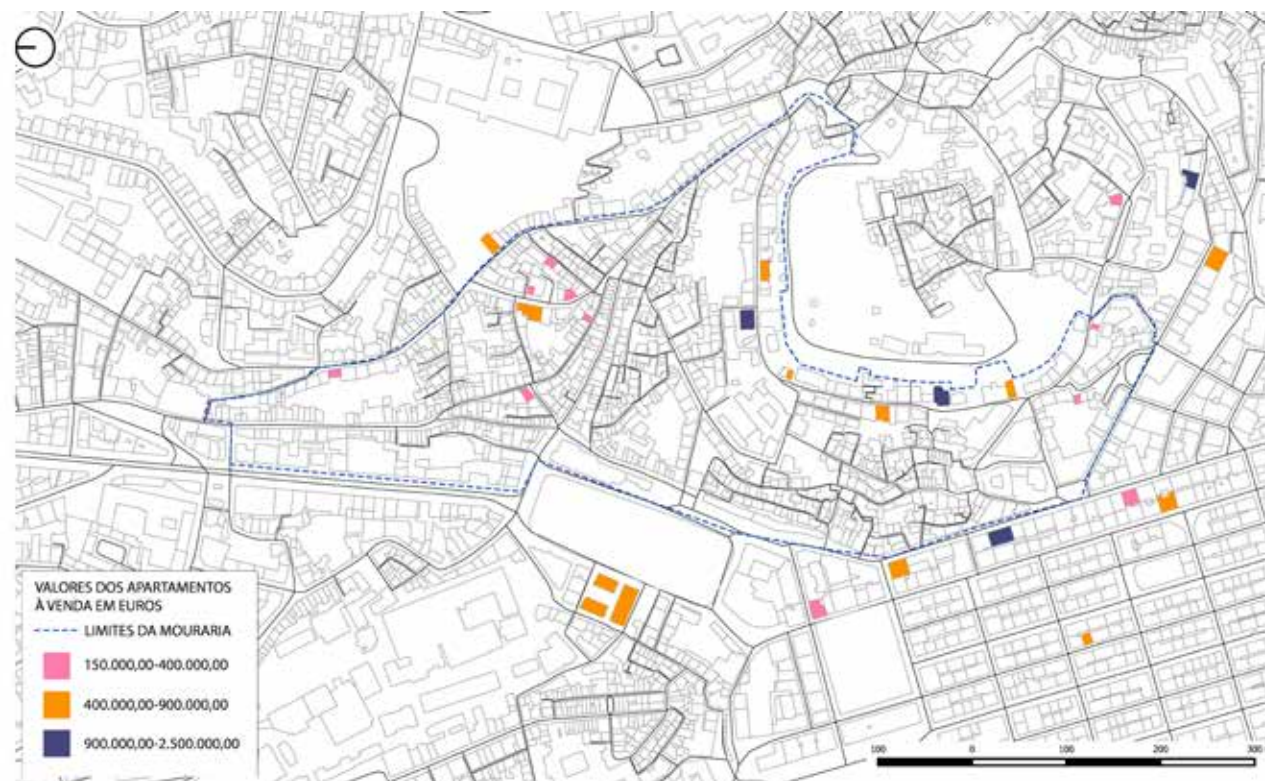 VALORES DOS APARTAMENTOS
À VENDA EM EUROS
LIMITES DA MOURARIA
150.000,00-400.000,00
400.000,00-900.000,00
900.000,00-2.500.000,00
100 0 100 200 300